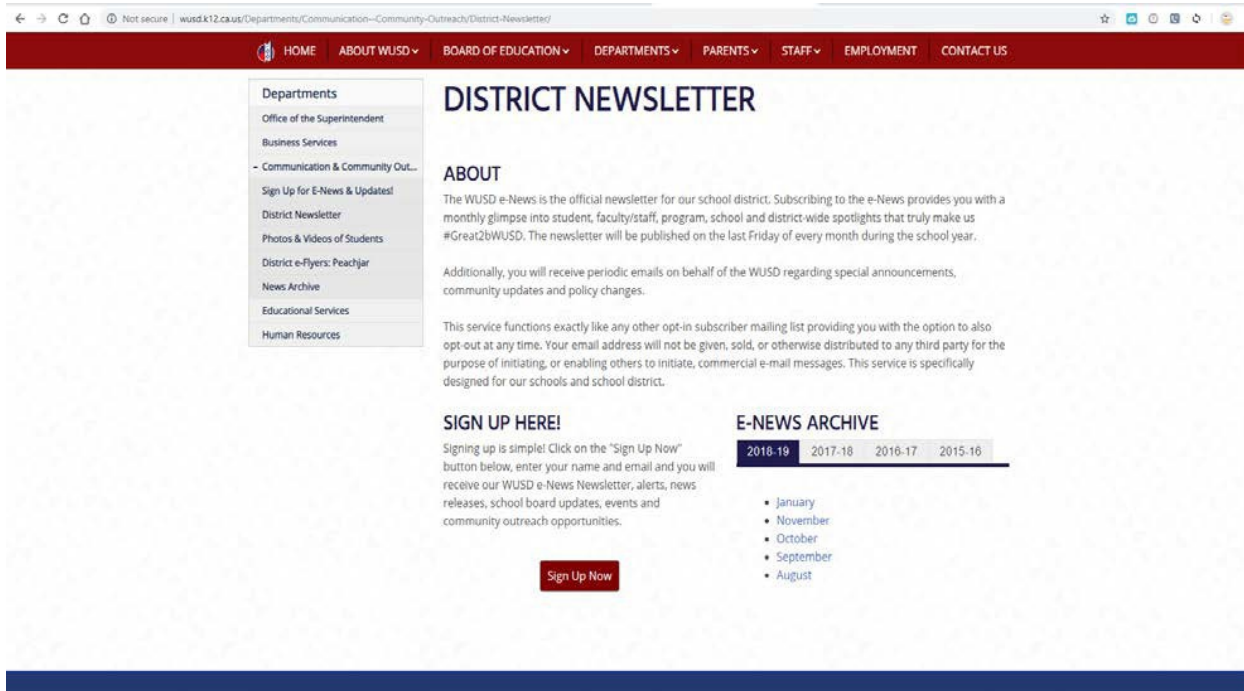 Not secure | wusd.k12.ca.us/Departments/Communication--Community-Outreach/District-Newsletter/
HOME ABOUT WUSD BOARD OF EDUCATION DEPARTMENTS PARENTS STAFF EMPLOYMENT CONTACT US
Departments
Office of the Superintendent
Business Services
- Communication & Community Out...
Sign Up for E-News & Updates!
District Newsletter
Photos & Videos of Students
District e-Flyers: Peachjar
News Archive
Educational Services
Human Resources
DISTRICT NEWSLETTER
ABOUT
The WUSD e-News is the official newsletter for our school district. Subscribing to the e-News provides you with a
monthly glimpse into student, faculty/staff, program, school and district-wide spotlights that truly make us
#Great2bWUSD. The newsletter will be published on the last Friday of every month during the school year.
Additionally, you will receive periodic emails on behalf of the WUSD regarding special announcements,
community updates and policy changes.
This service functions exactly like any other opt-in subscriber mailing list providing you with the option to also
opt-out at any time. Your email address will not be given, sold, or otherwise distributed to any third party for the
purpose of initiating, or enabling others to initiate, commercial e-mail messages. This service is specifically
designed for our schools and school district.
SIGN UP HERE!
Signing up is simple! Click on the "Sign Up Now"
button below, enter your name and email and you will
receive our WUSD e-News Newsletter, alerts, news
releases, school board updates, events and
community outreach opportunities.
Sign Up Now
E-NEWS ARCHIVE
2018-19 2017-18 2016-17 2015-16
January
November
October
September
August